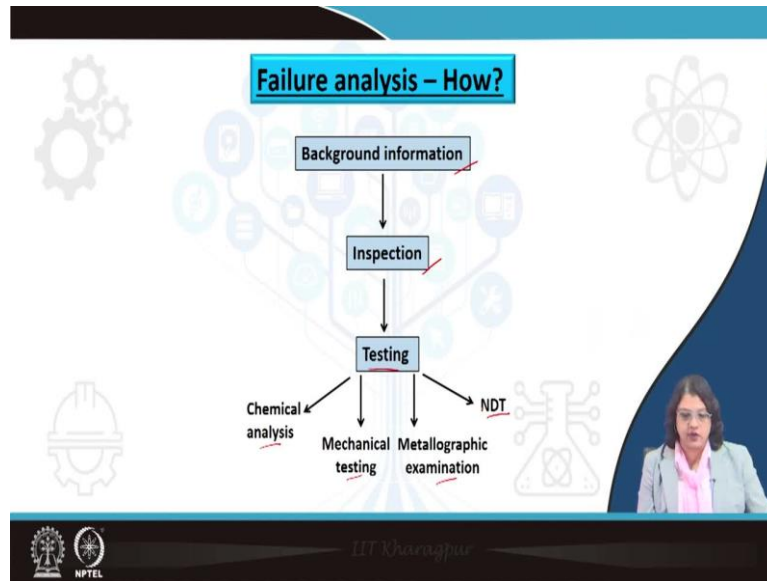 Failure analysis – How?
Background information
Inspection
Testing
Chemical
analysis
Mechanical
testing
Metallographic
examination
NDT
IIT Kharagpur
NPTEL